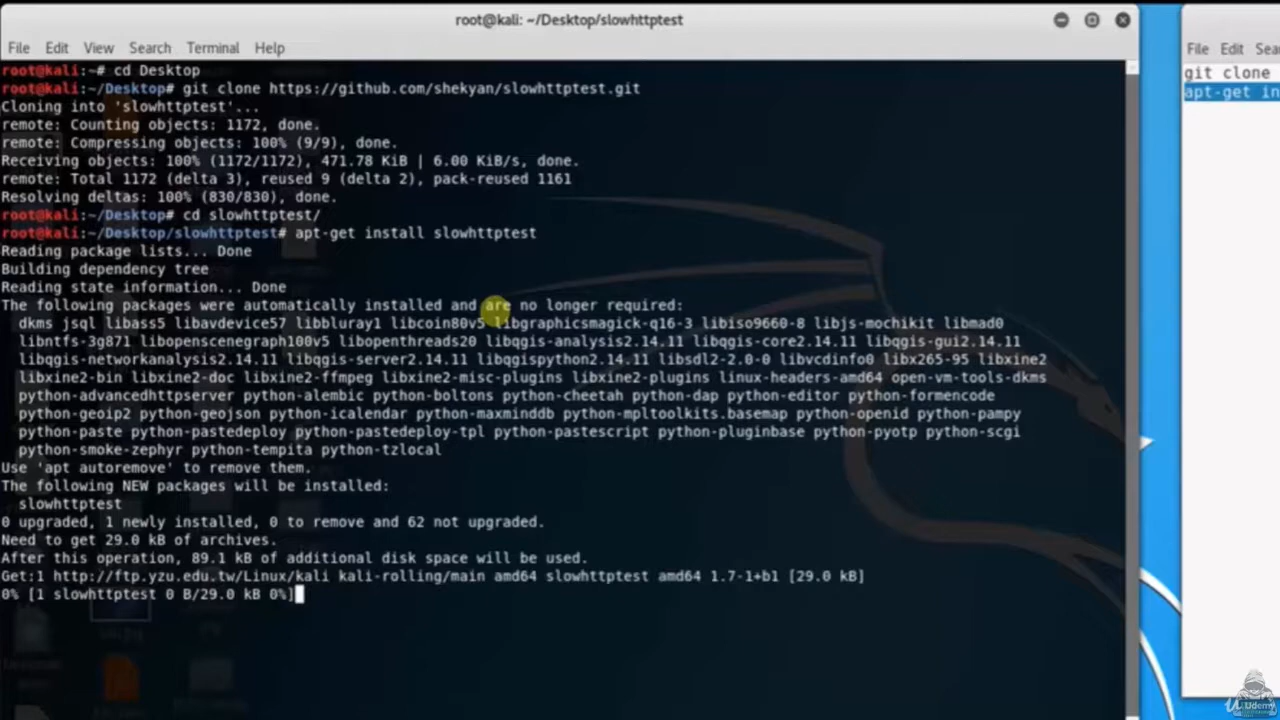 root@kali: ~/Desktop/slowhttptest
File Edit View Search Terminal Help
root@kali:~# cd Desktop
root@kali:~/Desktop# git clone https://github.com/shekyan/slowhttptest.git
Cloning into 'slowhttptest'...
remote: Counting objects: 1172, done.
remote: Compressing objects: 100% (9/9), done.
Receiving objects: 100% (1172/1172), 471.78 KiB | 6.00 KiB/s, done.
remote: Total 1172 (delta 3), reused 9 (delta 2), pack-reused 1161
Resolving deltas: 100% (830/830), done.
root@kali:~/Desktop# cd slowhttptest/
root@kali:~/Desktop/slowhttptest# apt-get install slowhttptest
Reading package lists... Done
Building dependency tree
Reading state information... Done
The following packages were automatically installed and are no longer required:
dkms jsql libass5 libavdevice57 libbluray1 libcoin80v5 libgraphicsmagick-q16-3 libiso9660-8 libjs-mochikit libmad0
libntfs-3g871 libopenscenegraph100v5 libopenthreads20 libqgis-analysis2.14.11 libqgis-core2.14.11 libqgis-gui2.14.11
libqgis-networkanalysis2.14.11 libqgis-server2.14.11 libqgispython2.14.11 libsdl2-2.0-0 libvcdinfo0 libx265-95 libxine2
libxine2-bin libxine2-doc libxine2-ffmpeg libxine2-misc-plugins libxine2-plugins linux-headers-amd64 open-vm-tools-dkms
python-advancedhttpserver python-alembic python-boltons python-cheetah python-dap python-editor python-formencode
python-geoip2 python-geojson python-icalendar python-maxminddb python-mpltoolkits.basemap python-openid python-pampy
python-paste python-pastedeploy python-pastedeploy-tpl python-pastescript python-pluginbase python-pyotp python-scgi
python-smoke-zephyr python-tempita python-tzlocal
Use 'apt autoremove' to remove them.
The following NEW packages will be installed:
slowhttptest
0 upgraded, 1 newly installed, 0 to remove and 62 not upgraded.
Need to get 29.0 kB of archives.
After this operation, 89.1 kB of additional disk space will be used.
Get:1 http://ftp.yzu.edu.tw/Linux/kali kali-rolling/main amd64 slowhttptest amd64 1.7-1+b1 [29.0 kB]
0% [1 slowhttptest 0 B/29.0 kB 0%]
File Edit Sea
git clone
apt-get in
Udemy